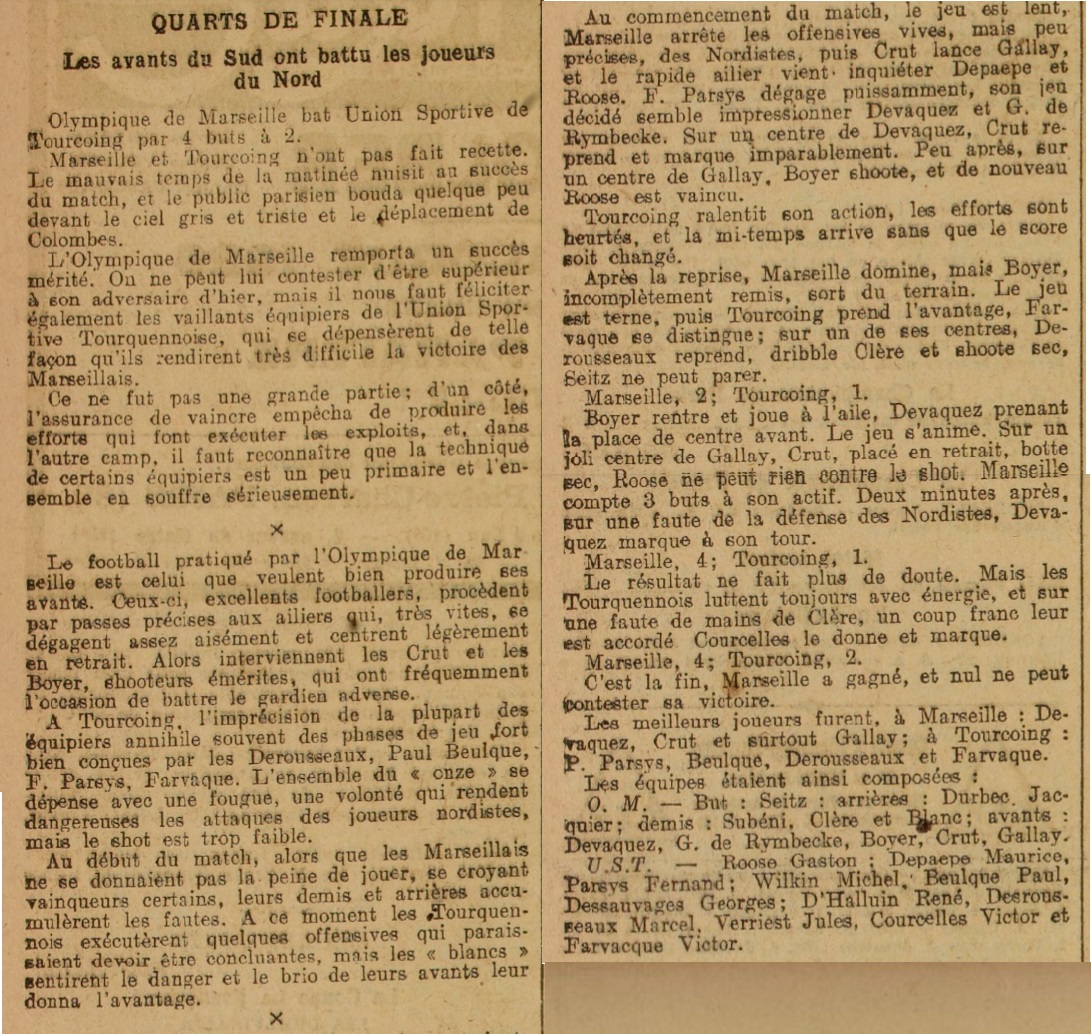 QUARTS DE FINALE
Les avants du Sud ont battu les joueurs
du Nord
Olympique de Marseille bat Union Sportive de
Tourcoing par 4 buts à 2.
Marseille et Tourcoing n'ont pas fait recette.
Le mauvais temps de la matinée nuisit au succès
du match, et le public parisien bouda quelque peu
devant le ciel gris et triste et le déplacement de
Colombes.
L'Olympique de Marseille remporta un succès
mérité. On ne peut lui contester d'être supérieur
à son adversaire d'hier, mais il nous faut féliciter
également les vaillants équipiers de l'Union Spor-
tive Tourquennoise, qui se dépensèrent de telle
façon qu'ils rendirent très difficile la victoire des
Marseillais.
Ce ne fut pas une grande partie ; d'un côté,
l'assurance de vaincre empêcha de produire les
efforts qui font exécuter les exploits, et, dans
l'autre camp, il faut reconnaître que la technique
de certains équipiers est un peu primaire et l'en-
semble en souffre sérieusement.
×
Le football pratiqué par l'Olympique de Mar
seille est celui que veulent bien produire ses
avants. Ceux-ci, excellents footballers, procèdent
par passes précises aux ailiers qui, très vites, se
dégagent assez aisément et centrent légèrement
en retrait. Alors interviennent les Crut et les
Boyer, shooteurs émérites, qui ont fréquemment
l'occasion de battre le gardien adverse.
A Tourcoing, l'imprécision de la plupart des
équipiers annihile souvent des phases de jeu fort
bien conçues par les Derousseaux, Paul Beulque,
F. Parsys, Farvaque. L'ensemble du « onze » se
dépense avec une fougue, une volonté qui rendent
dangereuses les attaques des joueurs nordistes,
mais le shot est trop faible.
Au début du match, alors que les Marseillais
ne se donnaient pas la peine de jouer, se croyant
vainqueurs certains, leurs demis et arrières accu-
mulèrent les fautes. A ce moment les Tourquen-
nois exécutèrent quelques offensives qui parais-
saient devoir être concluantes, mais les « blancs »
sentirent le danger et le brio de leurs avants leur
donna l'avantage.
×
Au commencement du match, le jeu est lent,
Marseille arrête les offensives vives, mais peu
précises, des Nordistes, puis Crut lance Gallay,
et le rapide ailier vient inquiéter Depaepe et
Roose. F. Parsys dégage puissamment, son jeu
décidé semble impressionner Devaquez et G. de
Rymbecke. Sur un centre de Devaquez, Crut re-
prend et marque imparablement. Peu après, sur
un centre de Gallay, Boyer shoote, et de nouveau
Roose est vaincu.
Tourcoing ralentit son action, les efforts sont
heurtés, et la mi-temps arrive sans que le score
soit changé.
Après la reprise, Marseille domine, mais Boyer,
incomplètement remis, sort du terrain. Le jeu
est terne, puis Tourcoing prend l'avantage, Far-
vaque se distingue ; sur un de ses centres, De-
rousseaux reprend, dribble Clère et shoote sec,
Seitz ne peut parer.
Marseille, 2 ; Tourcoing, 1.
Boyer rentre et joue à l'aile, Devaquez prenant
la place de centre avant. Le jeu s'anime. Sur un
joli centre de Gallay, Crut, placé en retrait, botte
sec, Roose ne peut rien contre le shot. Marseille
compte 3 buts à son actif. Deux minutes après,
sur une faute de la défense des Nordistes, Deva-
quez marque à son tour.
Marseille, 4 ; Tourcoing, 1.
Le résultat ne fait plus de doute. Mais les
Tourquennois luttent toujours avec énergie, et sur
une faute de mains de Clère, un coup franc leur
est accordé Courcelles le donne et marque.
Marseille, 4 ; Tourcoing, 2.
C'est la fin, Marseille a gagné, et nul ne peut
contester sa victoire.
Les meilleurs joueurs furent, à Marseille : De-
vaquez, Crut et surtout Gallay ; à Tourcoing :
P. Parsys, Beulque, Derousseaux et Farvaque.
Les équipes étaient ainsi composées :
O. M. — But : Seitz : arrières : Durbec, Jac-
quier ; demis : Subéni, Clère et Blanc ; avants :
Devaquez, G. de Rymbecke, Boyer, Crut, Gallay.
U.S.T. — Roose Gaston ; Depaepe Maurice,
Parsys Fernand ; Wilkin Michel, Beulque Paul,
Dessauvages Georges ; D'Halluin René, Desrous-
seaux Marcel, Verriest Jules, Courcelles Victor et
Farvacque Victor.